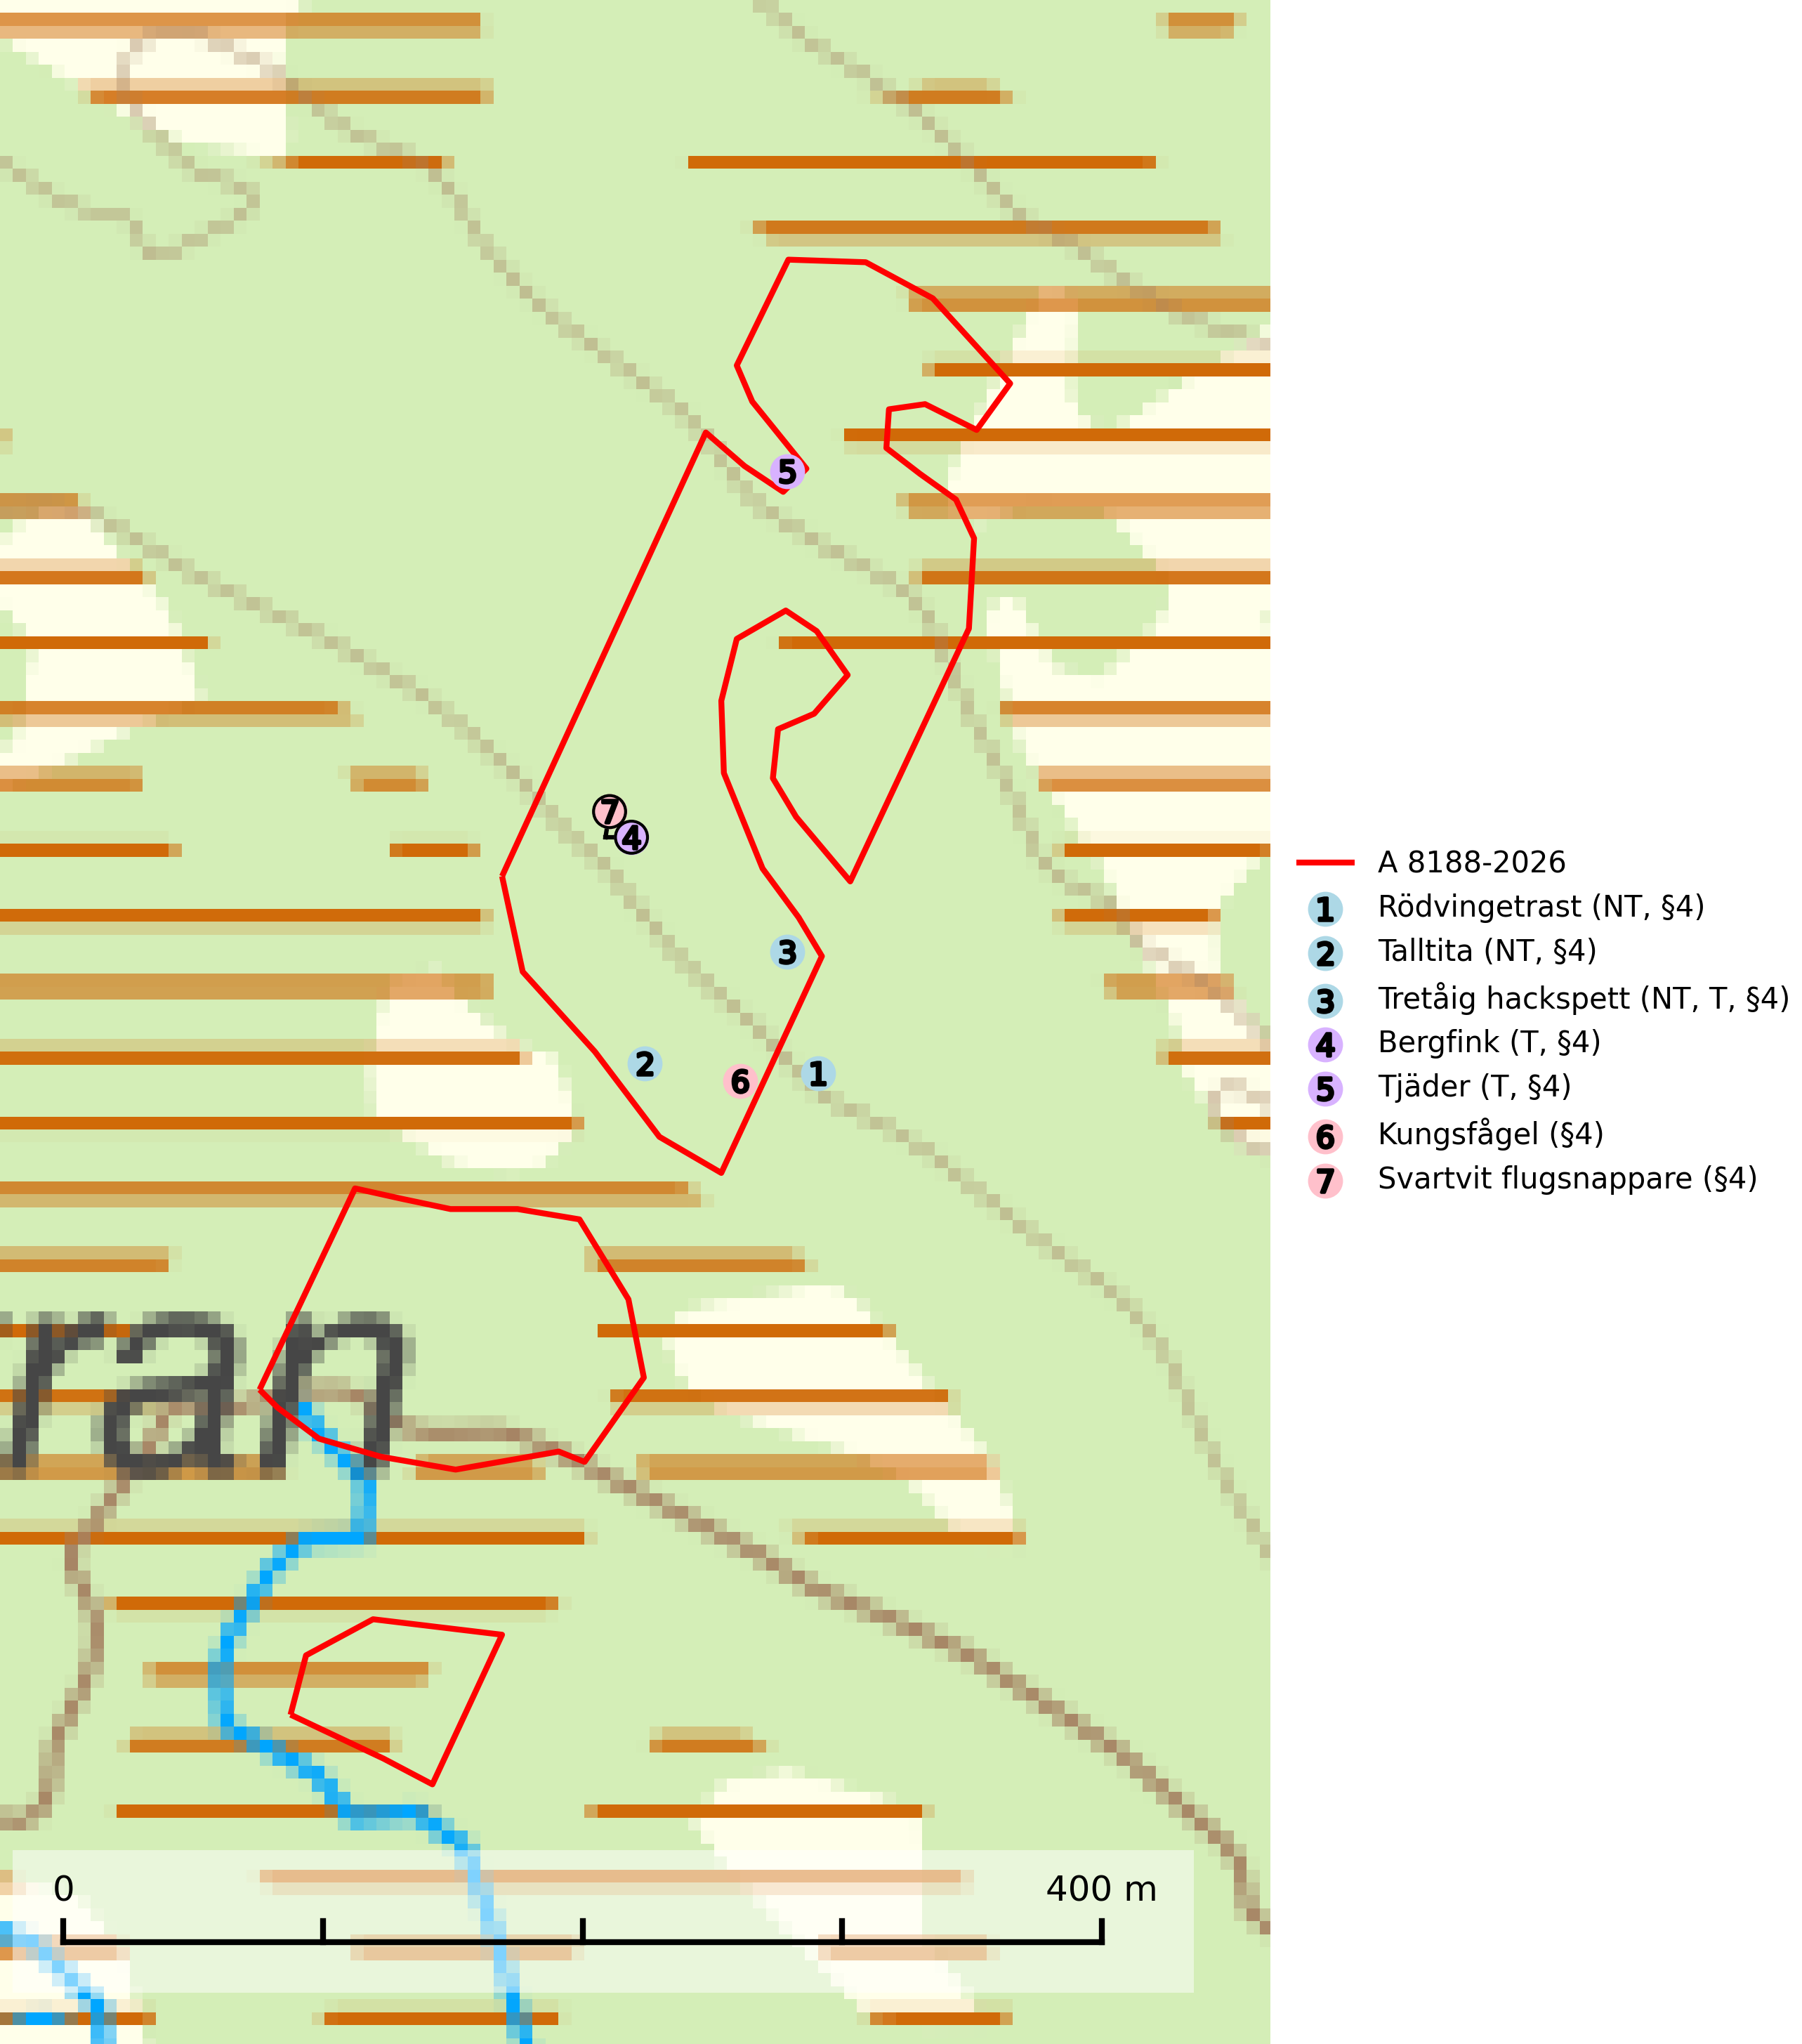 5
7
4
3
2
6
1
ran
0
400 m
A 8188-2026
1 Rödvingetrast (NT, §4)
2 Talltita (NT, §4)
3 Tretåig hackspett (NT, T, §4)
4 Bergfink (T, §4)
5 Tjäder (T, §4)
6 Kungsfågel (§4)
7 Svartvit flugsnappare (§4)